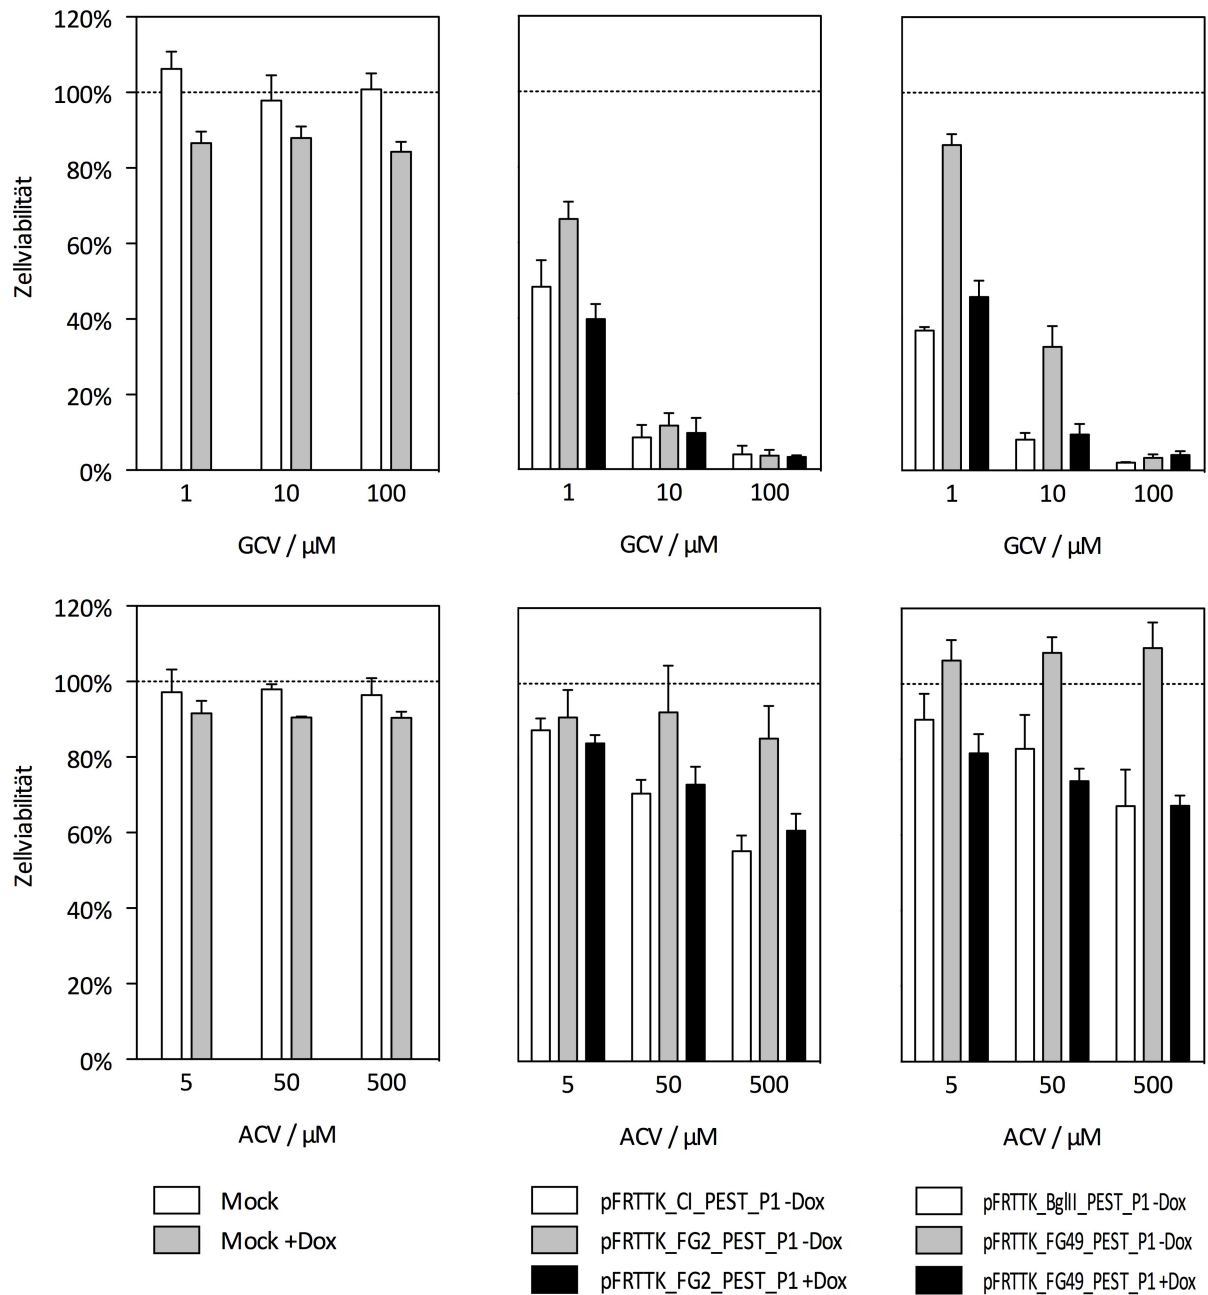 120%
100%
80%
60%
40%
20%
0%
Zellviabilität
1 10 100
GCV / µM
1 10 100
GCV / µM
1 10 100
GCV / µM
120%
100%
80%
60%
40%
20%
0%
Zellviabilität
5 50 500
ACV / µM
5 50 500
ACV / µM
5 50 500
ACV / µM
Mock
Mock +Dox
pFRTTK_CI_PEST_P1 -Dox
pFRTTK_FG2_PEST_P1 -Dox
pFRTTK_FG2_PEST_P1 +Dox
pFRTTK_BglII_PEST_P1 -Dox
pFRTTK_FG49_PEST_P1 -Dox
pFRTTK_FG49_PEST_P1 +Dox